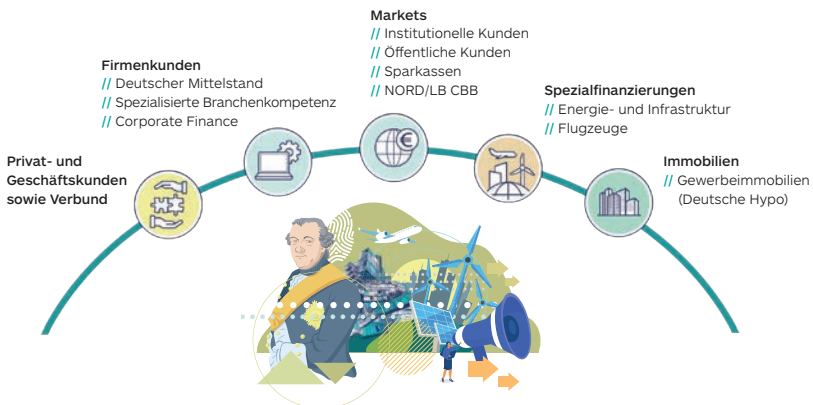 Privat- und
Geschäftskunden
sowie Verbund
Firmenkunden
// Deutscher Mittelstand
// Spezialisierte Branchenkompetenz
// Corporate Finance
Markets
// Institutionelle Kunden
// Öffentliche Kunden
// Sparkassen
// NORD/LB CBB
Spezialfinanzierungen
// Energie- und Infrastruktur
// Flugzeuge
Immobilien
// Gewerbeimmobilien
(Deutsche Hypo)